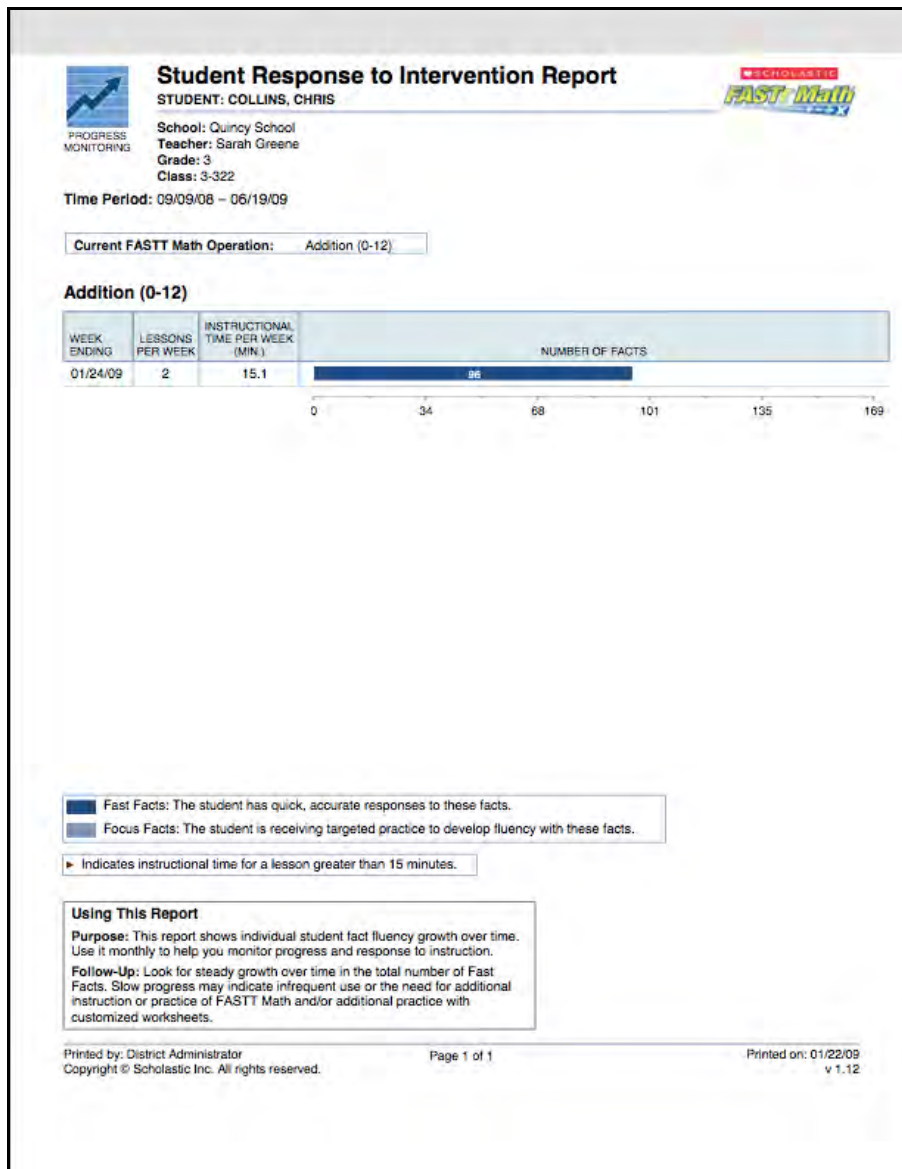 Student Response to Intervention Report
STUDENT: COLLINS, CHRIS
SCHOLASTIC
FASTT Math
PROGRESS
MONITORING
School: Quincy School
Teacher: Sarah Greene
Grade: 3
Class: 3-322
Time Period: 09/09/08 – 06/19/09
Current FASTT Math Operation: Addition (0-12)
Addition (0-12)
WEEK ENDING LESSONS PER WEEK INSTRUCTIONAL TIME PER WEEK (MIN.) NUMBER OF FACTS
01/24/09 2 15.1 96
0 34 68 101 135 169
Fast Facts: The student has quick, accurate responses to these facts.
Focus Facts: The student is receiving targeted practice to develop fluency with these facts.
Indicates instructional time for a lesson greater than 15 minutes.
Using This Report
Purpose: This report shows individual student fact fluency growth over time.
Use it monthly to help you monitor progress and response to instruction.
Follow-Up: Look for steady growth over time in the total number of Fast
Facts. Slow progress may indicate infrequent use or the need for additional
instruction or practice of FASTT Math and/or additional practice with
customized worksheets.
Printed by: District Administrator Page 1 of 1 Printed on: 01/22/09
Copyright © Scholastic Inc. All rights reserved. v 1.12